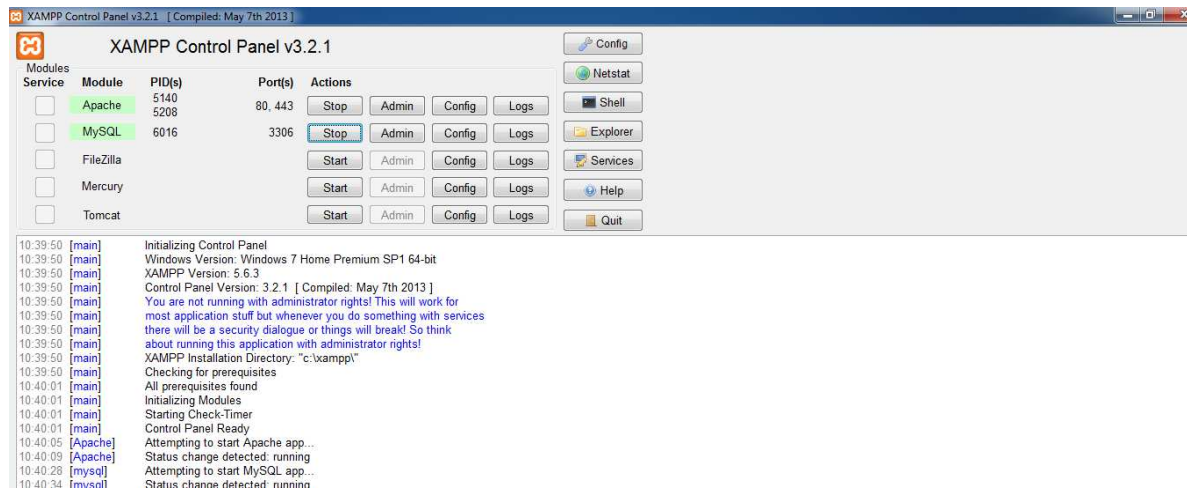 XAMPP Control Panel v3.2.1 [ Compiled: May 7th 2013 ]
XAMPP Control Panel v3.2.1
Config
Modules
Service Module PID(s) Port(s) Actions
Netstat
Apache 5140 5208 80, 443 Stop Admin Config Logs
Shell
MySQL 6016 3306 Stop Admin Config Logs
Explorer
FileZilla Start Admin Config Logs
Services
Mercury Start Admin Config Logs
Help
Tomcat Start Admin Config Logs
Quit
10:39:50 [main] Initializing Control Panel
10:39:50 [main] Windows Version: Windows 7 Home Premium SP1 64-bit
10:39:50 [main] XAMPP Version: 5.6.3
10:39:50 [main] Control Panel Version: 3.2.1 [ Compiled: May 7th 2013 ]
10:39:50 [main] You are not running with administrator rights! This will work for
10:39:50 [main] most application stuff but whenever you do something with services
10:39:50 [main] there will be a security dialogue or things will break! So think
10:39:50 [main] about running this application with administrator rights!
10:39:50 [main] XAMPP Installation Directory: "c:\xampp\"
10:39:50 [main] Checking for prerequisites
10:40:01 [main] All prerequisites found
10:40:01 [main] Initializing Modules
10:40:01 [main] Starting Check-Timer
10:40:01 [main] Control Panel Ready
10:40:05 [Apache] Attempting to start Apache app...
10:40:09 [Apache] Status change detected: running
10:40:28 [mysql] Attempting to start MySQL app...
10:40:34 [mysql] Status change detected: running